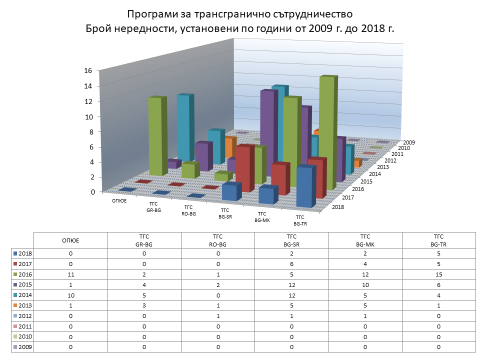 Програми за трансгранично сътрудничество
Брой нередности, установени по години от 2009 г. до 2018 г.
16
14
12
10
8
6
4
2
0
ОПЮЕ
ТГС GR-BG
ТГС RO-BG
ТГС BG-SR
ТГС BG-MK
ТГС BG-TR
2009
2010
2011
2012
2013
2014
2015
2016
2017
2018
ОПЮЕ ТГС GR-BG ТГС RO-BG ТГС BG-SR ТГС BG-MK ТГС BG-TR
2018 0 0 0 2 2 5
2017 0 0 0 6 4 5
2016 11 2 1 5 12 15
2015 1 4 2 12 10 6
2014 10 5 0 12 5 4
2013 1 3 1 5 5 1
2012 0 0 1 1 1 0
2011 0 0 0 0 0 0
2010 0 0 0 0 0 0
2009 0 0 0 0 0 0